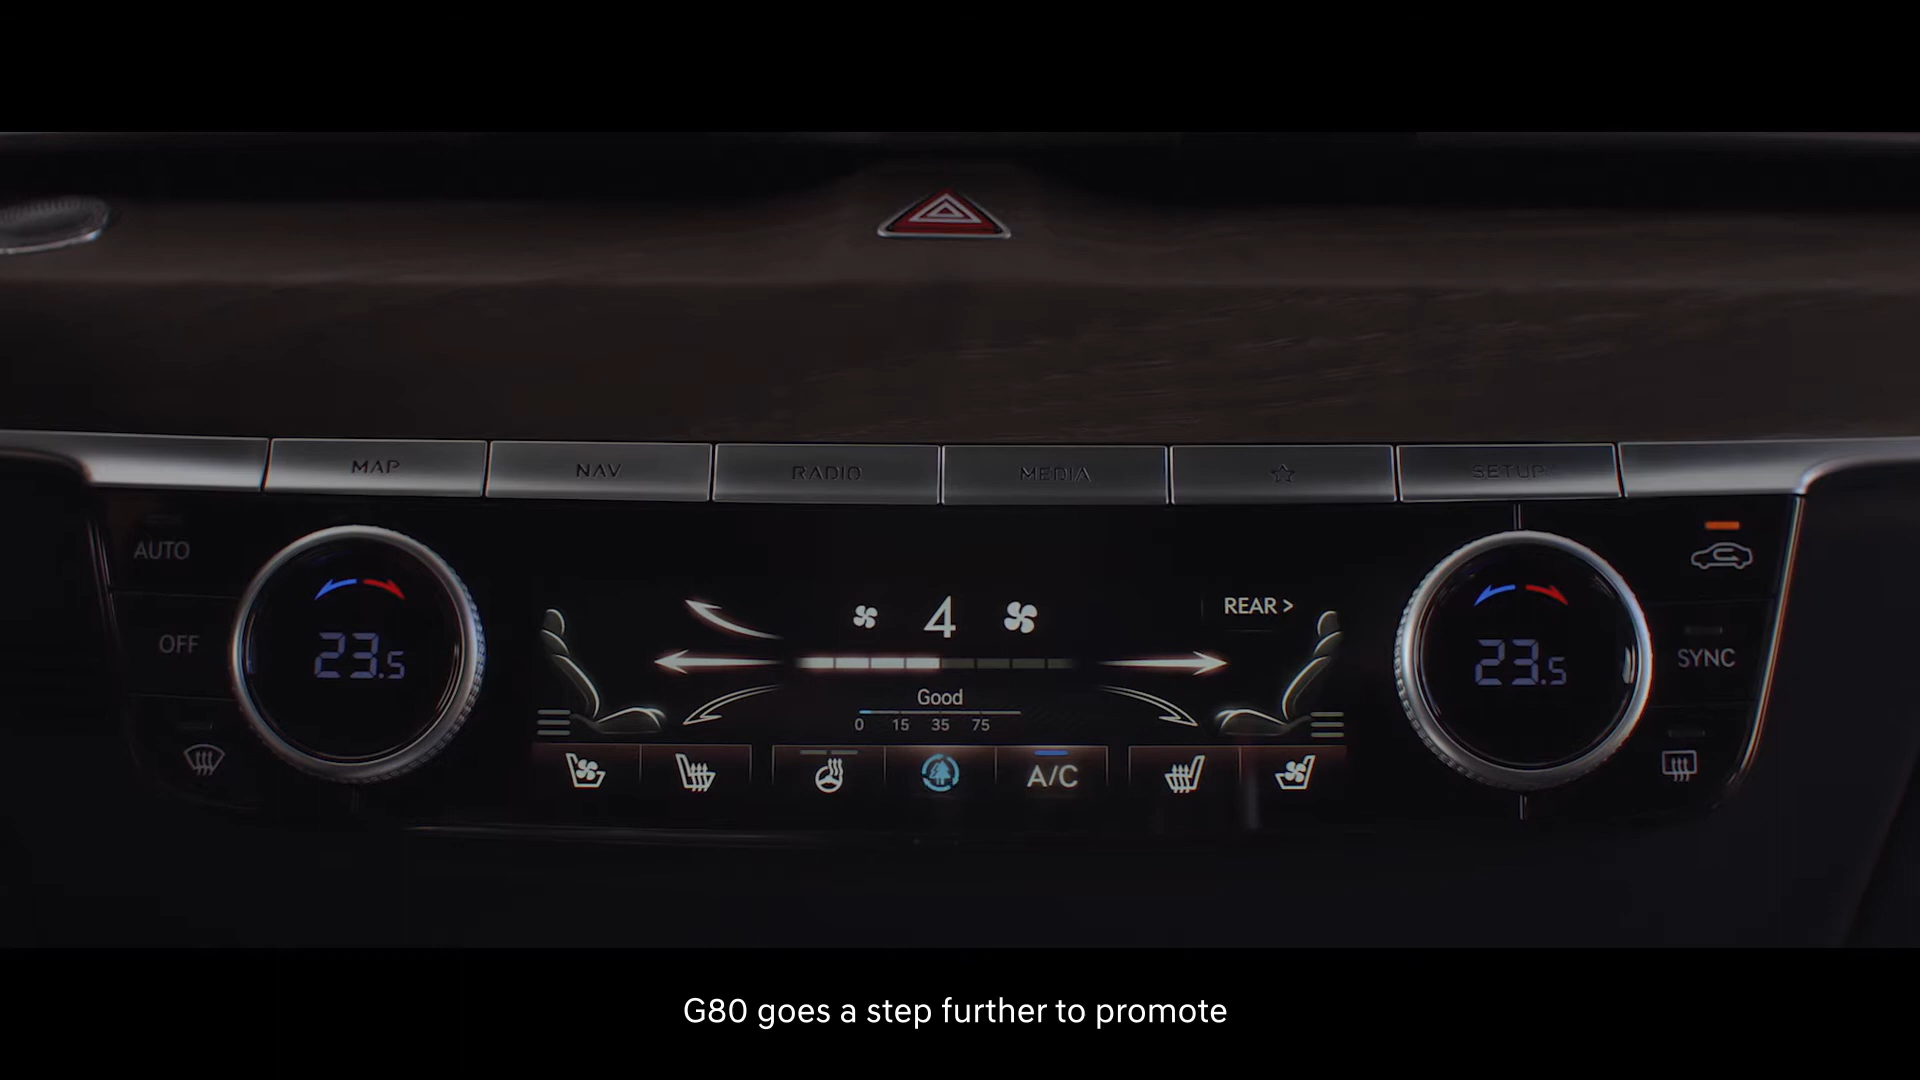 MAP NAV RADIO MEDIA SETUP
AUTO
OFF
23.5
4
REAR >
Good
0 15 35 75
A/C
23.5
SYNC
G80 goes a step further to promote